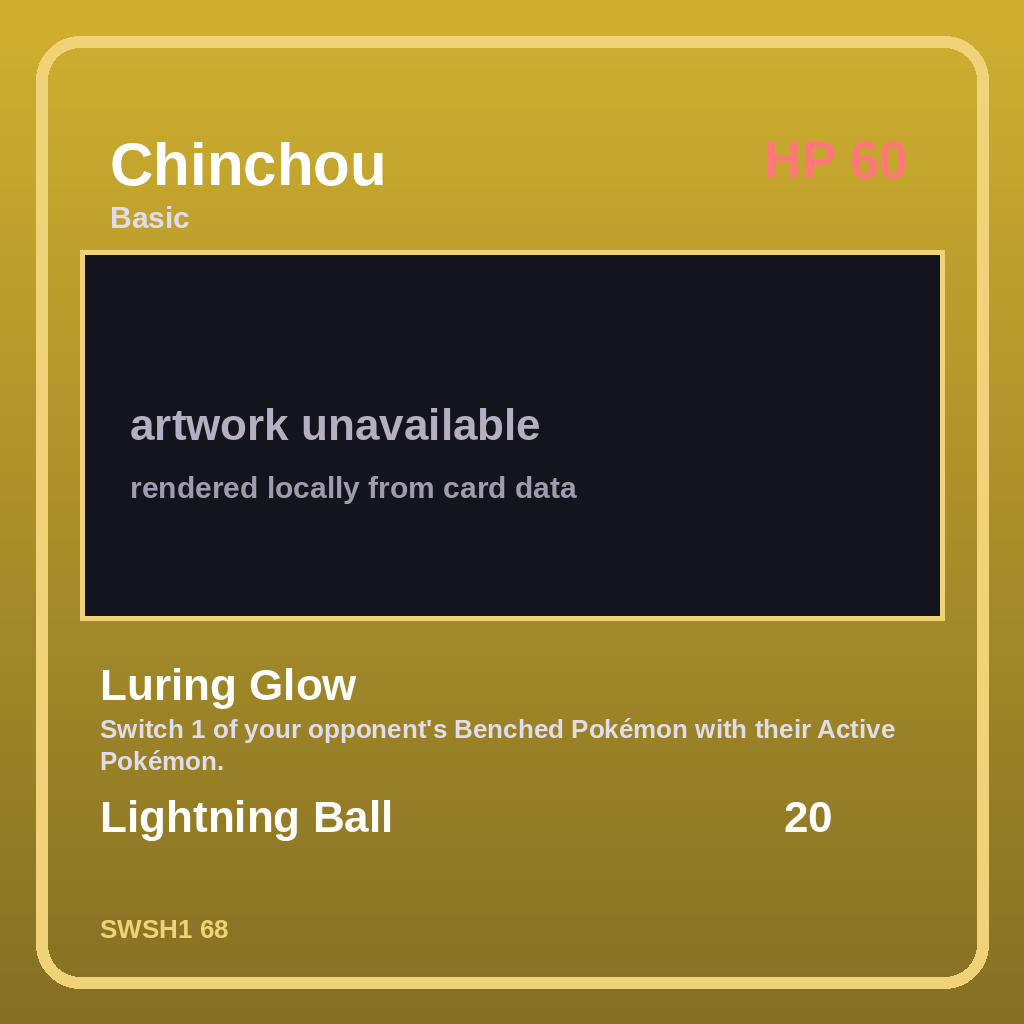 Chinchou
HP 60
Basic
artwork unavailable
rendered locally from card data
Luring Glow
Switch 1 of your opponent's Benched Pokémon with their Active
Pokémon.
Lightning Ball 20
SWSH1 68